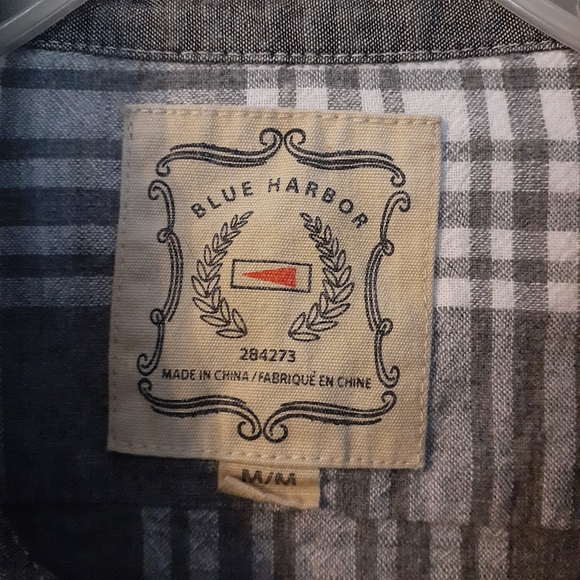 BLUE HARBOR
284273
MADE IN CHINA / FABRIQUÉ EN CHINE
M/M